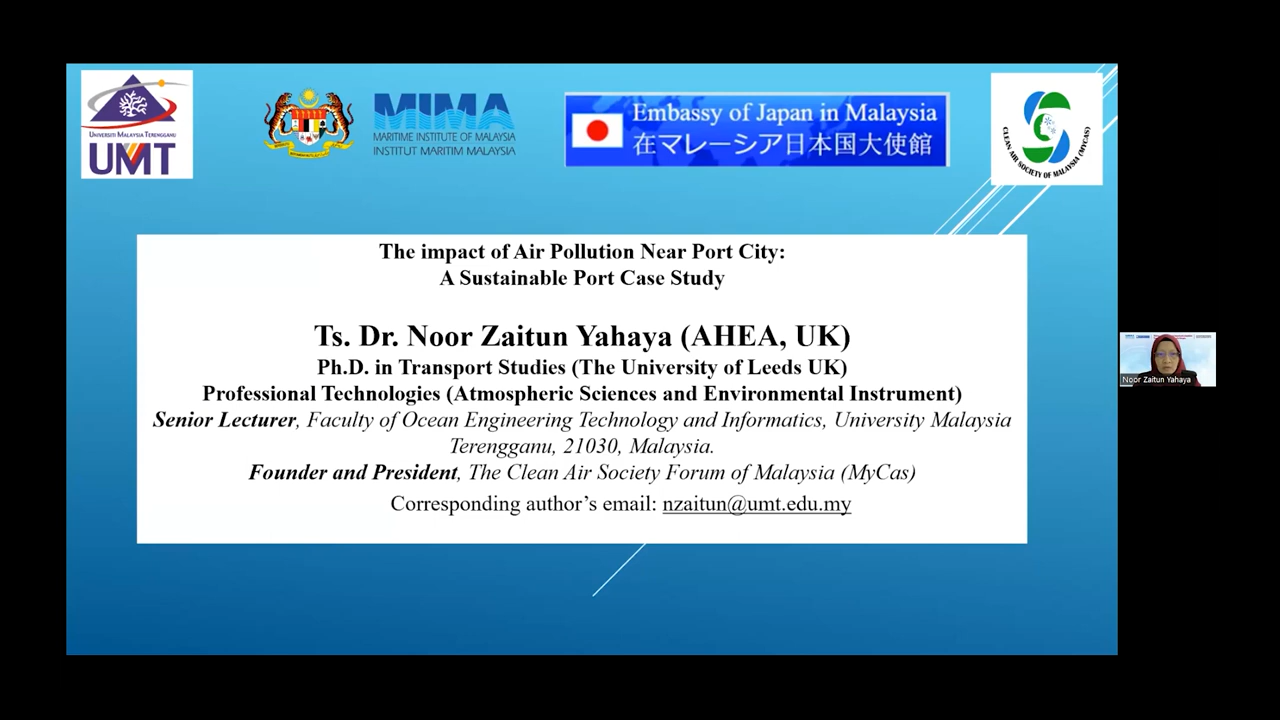 UNIVERSITI MALAYSIA TERENGGANU
UMT
MIMA
MARITIME INSTITUTE OF MALAYSIA
INSTITUT MARITIM MALAYSIA
Embassy of Japan in Malaysia
在マレーシア日本国大使館
CLEAN AIR SOCIETY OF MALAYSIA (MYCAS)
The impact of Air Pollution Near Port City:
A Sustainable Port Case Study
Ts. Dr. Noor Zaitun Yahaya (AHEA, UK)
Ph.D. in Transport Studies (The University of Leeds UK)
Professional Technologies (Atmospheric Sciences and Environmental Instrument)
Senior Lecturer, Faculty of Ocean Engineering Technology and Informatics, University Malaysia
Terengganu, 21030, Malaysia.
Founder and President, The Clean Air Society Forum of Malaysia (MyCas)
Corresponding author’s email: nzaitun@umt.edu.my
Noor Zaitun Yahaya